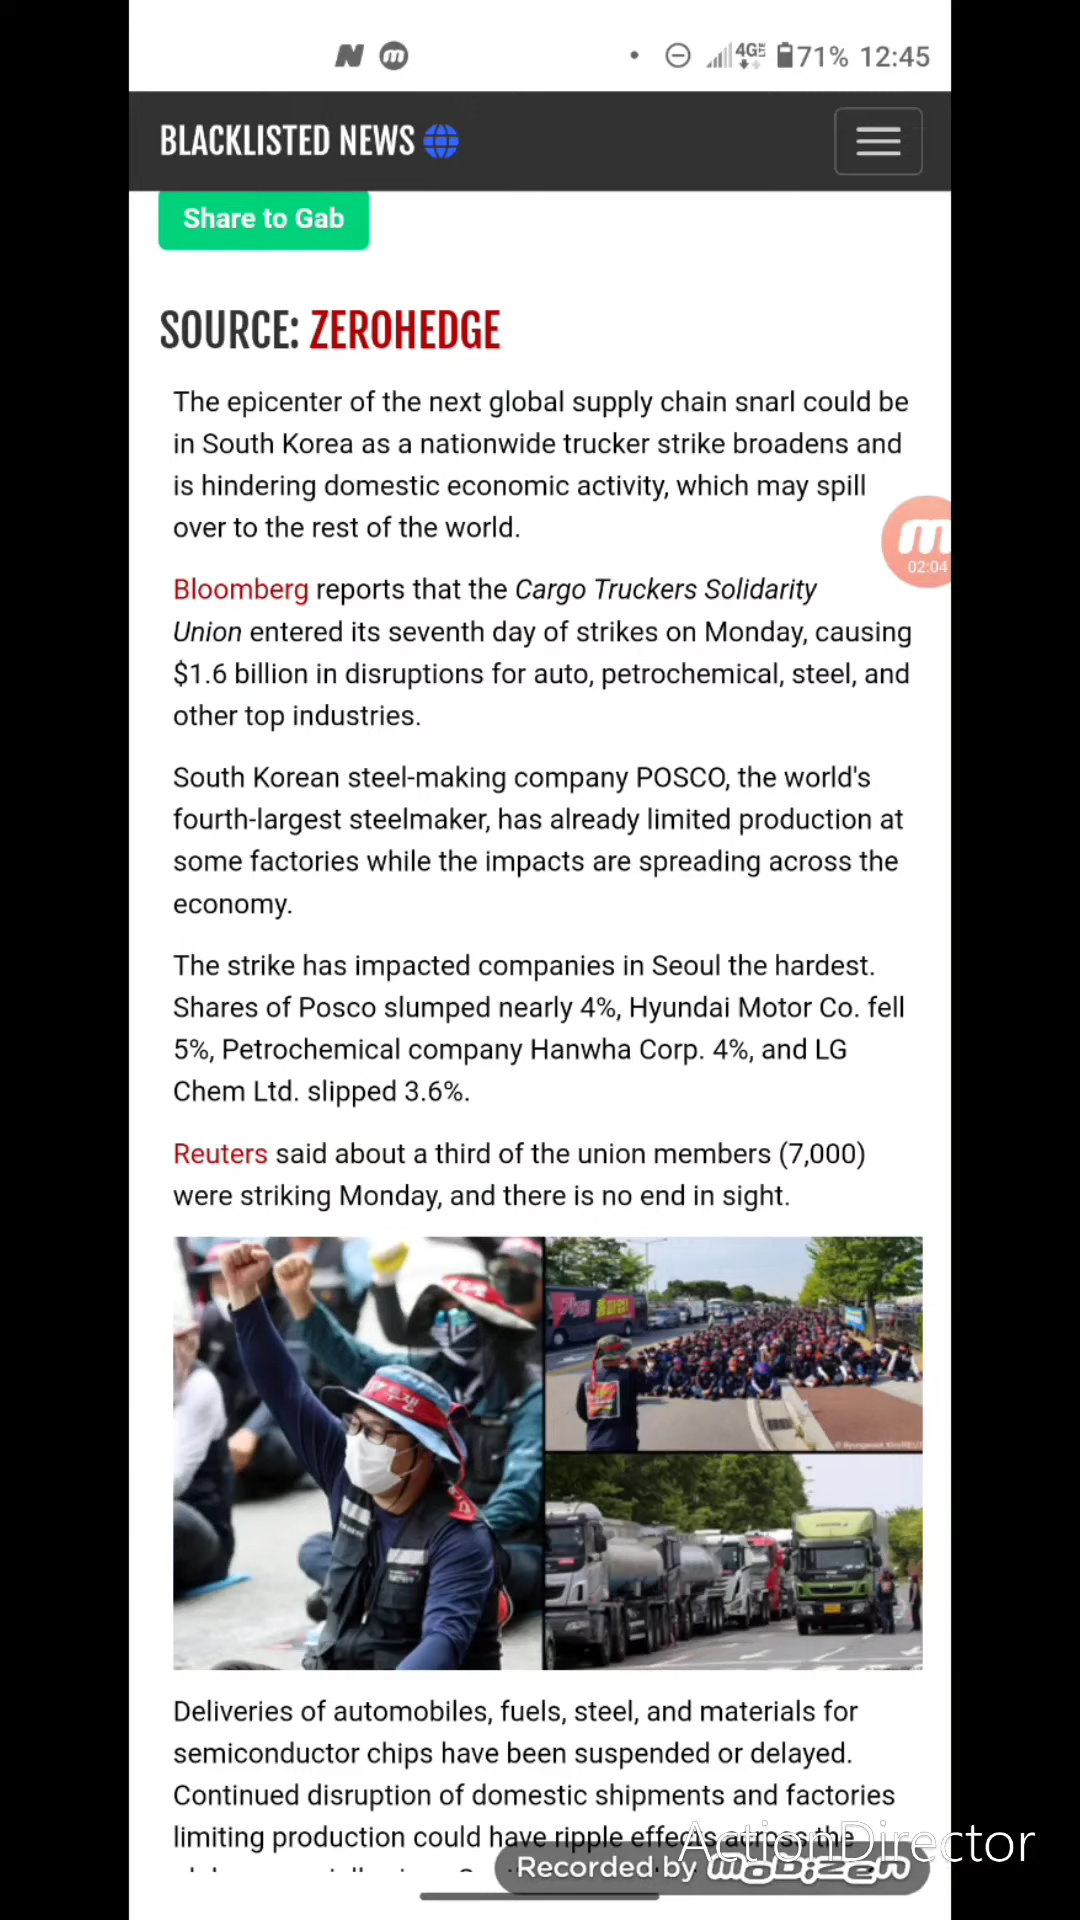 4G LTE 71% 12:45
BLACKLISTED NEWS
Share to Gab
SOURCE: ZEROHEDGE
The epicenter of the next global supply chain snarl could be
in South Korea as a nationwide trucker strike broadens and
is hindering domestic economic activity, which may spill
over to the rest of the world.
02:04
Bloomberg reports that the Cargo Truckers Solidarity
Union entered its seventh day of strikes on Monday, causing
$1.6 billion in disruptions for auto, petrochemical, steel, and
other top industries.
South Korean steel-making company POSCO, the world's
fourth-largest steelmaker, has already limited production at
some factories while the impacts are spreading across the
economy.
The strike has impacted companies in Seoul the hardest.
Shares of Posco slumped nearly 4%, Hyundai Motor Co. fell
5%, Petrochemical company Hanwha Corp. 4%, and LG
Chem Ltd. slipped 3.6%.
Reuters said about a third of the union members (7,000)
were striking Monday, and there is no end in sight.
투쟁
Deliveries of automobiles, fuels, steel, and materials for
semiconductor chips have been suspended or delayed.
Continued disruption of domestic shipments and factories
limiting production could have ripple effects across the
ActionDirector
Recorded by mobizen